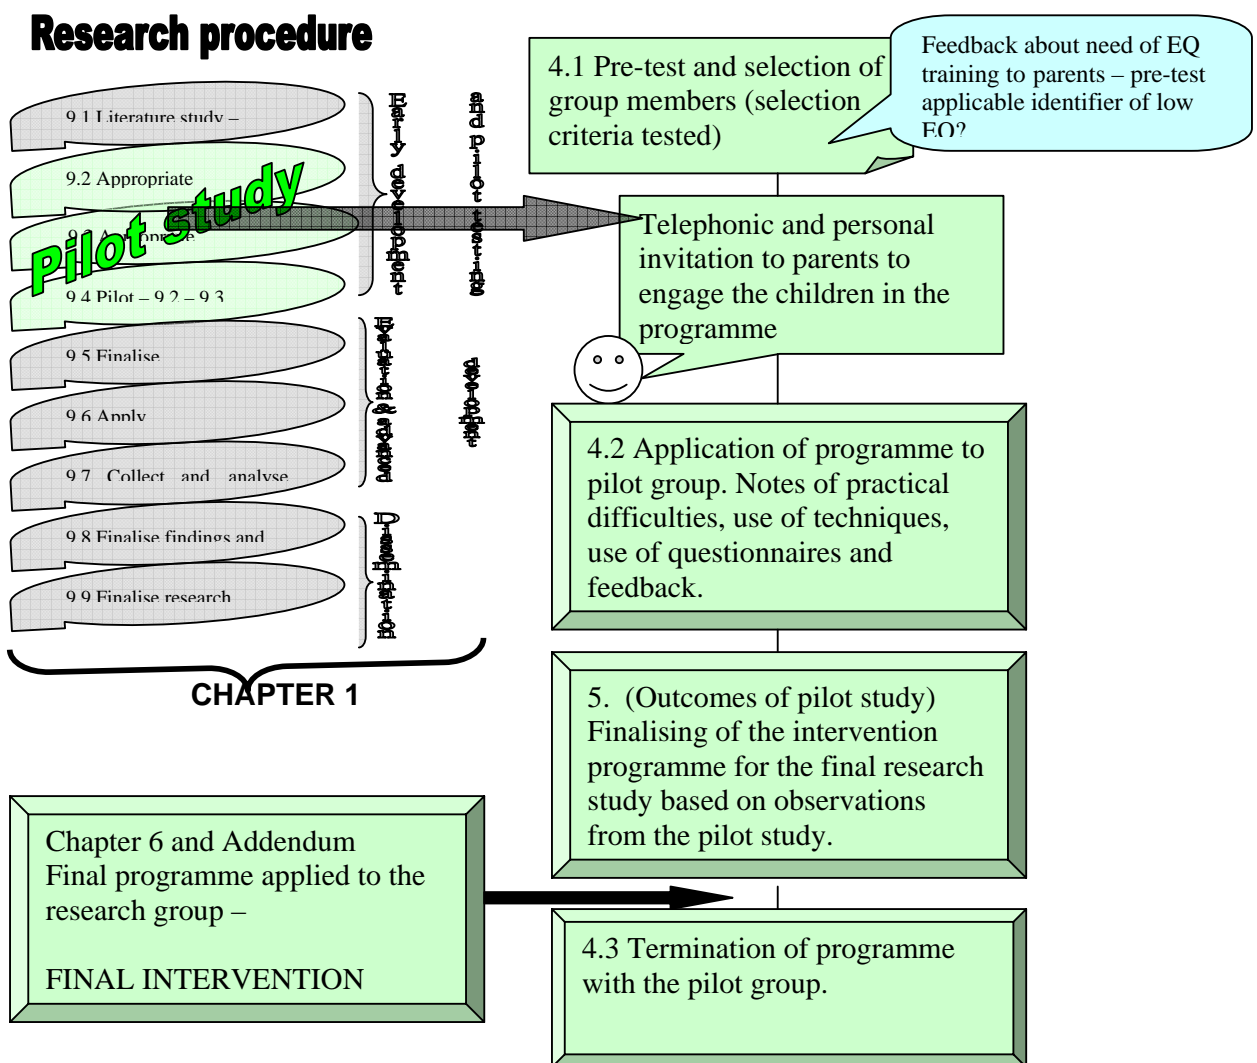 Research procedure
9.1 Literature study –
9.2 Appropriate
9.3 Appropriate
9.4 Pilot – 9.2 – 9.3
9.5 Finalise
9.6 Apply
9.7 Collect and analyse
9.8 Finalise findings and
9.9 Finalise research
Pilot study
Early development
and pilot testing
development
Dissemination
CHAPTER 1
4.1 Pre-test and selection of
group members (selection
criteria tested)
Feedback about need of EQ
training to parents – pre-test
applicable identifier of low
EQ?
Telephonic and personal
invitation to parents to
engage the children in the
programme
4.2 Application of programme to
pilot group. Notes of practical
difficulties, use of techniques,
use of questionnaires and
feedback.
5. (Outcomes of pilot study)
Finalising of the intervention
programme for the final research
study based on observations
from the pilot study.
Chapter 6 and Addendum
Final programme applied to the
research group –
FINAL INTERVENTION
4.3 Termination of programme
with the pilot group.